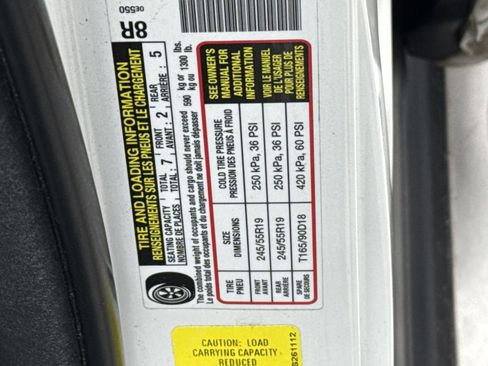 8R
0E550
TIRE AND LOADING INFORMATION
RENSEIGNEMENTS SUR LES PNEUS ET LE CHARGEMENT
SEATING CAPACITY TOTAL: 7 FRONT 2 REAR 5
NOMBRE DE PLACES TOTAL: AVANT: ARRIÈRE:
The combined weight of occupants and cargo should never exceed 590 kg or 1300 lbs.
Le poids total des occupants et du chargement ne doit jamais dépasser kg ou
TIRE SIZE COLD TIRE PRESSURE SEE OWNER'S
PNEU DIMENSIONS PRESSION DES PNEUS À FROID MANUAL FOR
ADDITIONAL
INFORMATION
FRONT 245/55R19 250 kPa, 36 PSI
AVANT
REAR 245/55R19 250 kPa, 36 PSI
ARRIÈRE
SPARE T165/90D18 420 kPa, 60 PSI
DE SECOURS
VOIR LE MANUEL
DE L'USAGER
POUR PLUS DE
RENSEIGNEMENTS
CAUTION: LOAD
CARRYING CAPACITY
REDUCED
S261112